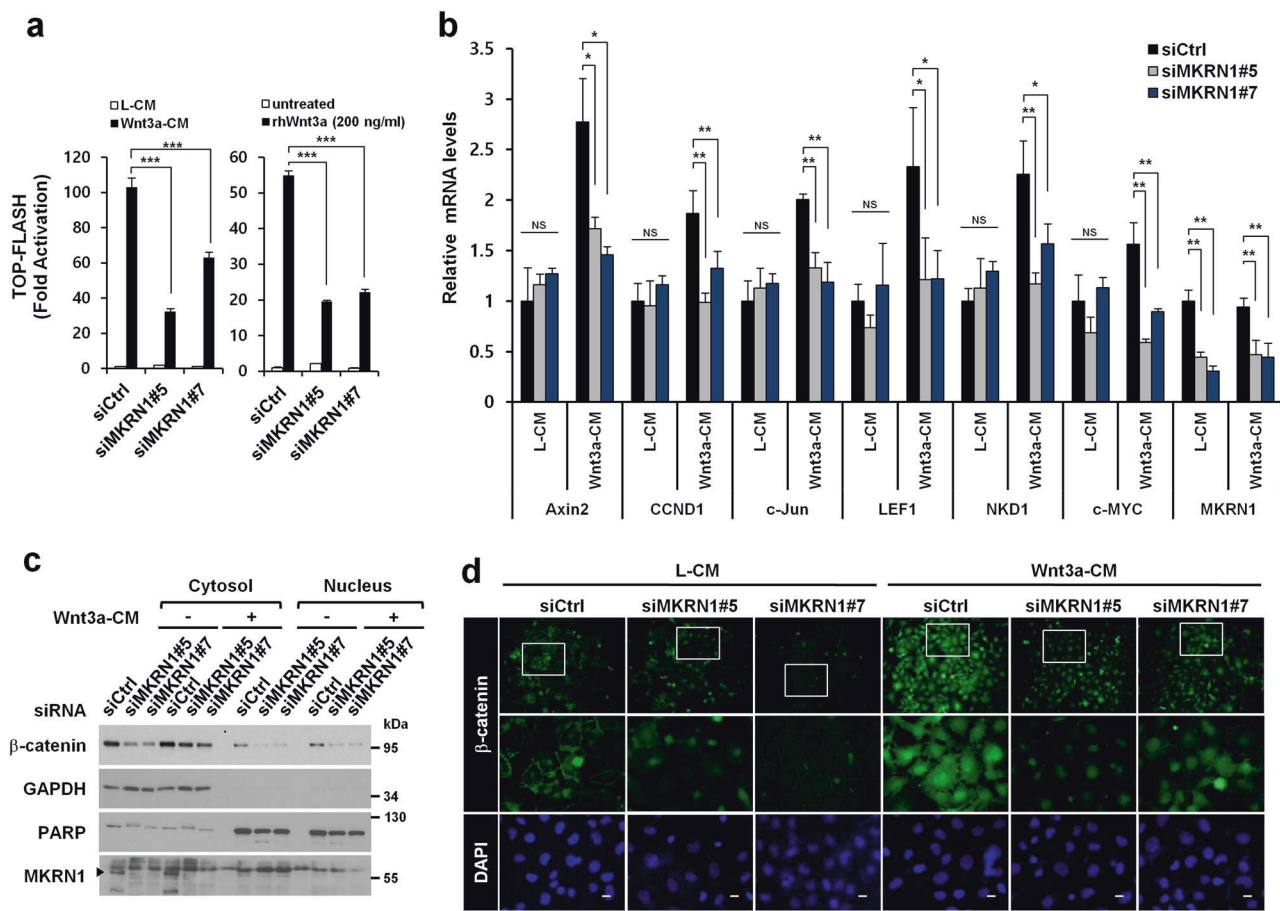 a
L-CM
Wnt3a-CM
untreated
rhWnt3a (200 ng/ml)
TOP-FLASH
(Fold Activation)
120
100
80
60
40
20
0
***
***
60
50
40
30
20
10
0
***
***
siCtrl
siMKRN1#5
siMKRN1#7
siCtrl
siMKRN1#5
siMKRN1#7
b
siCtrl
siMKRN1#5
siMKRN1#7
Relative mRNA levels
3.5
3
2.5
2
1.5
1
0.5
0
NS * *
NS ** **
NS ** **
NS * *
NS ** *
NS ** **
** ** ** **
L-CM Wnt3a-CM L-CM Wnt3a-CM L-CM Wnt3a-CM L-CM Wnt3a-CM L-CM Wnt3a-CM L-CM Wnt3a-CM L-CM Wnt3a-CM
Axin2 CCND1 c-Jun LEF1 NKD1 c-MYC MKRN1
c
Cytosol Nucleus
Wnt3a-CM - + - +
siRNA siCtrl siMKRN1#5 siMKRN1#7 siCtrl siMKRN1#5 siMKRN1#7 siCtrl siMKRN1#5 siMKRN1#7 siCtrl siMKRN1#5 siMKRN1#7
kDa
β-catenin 95
GAPDH 34
PARP 130
MKRN1 55
d
L-CM Wnt3a-CM
siCtrl siMKRN1#5 siMKRN1#7 siCtrl siMKRN1#5 siMKRN1#7
β-catenin
DAPI